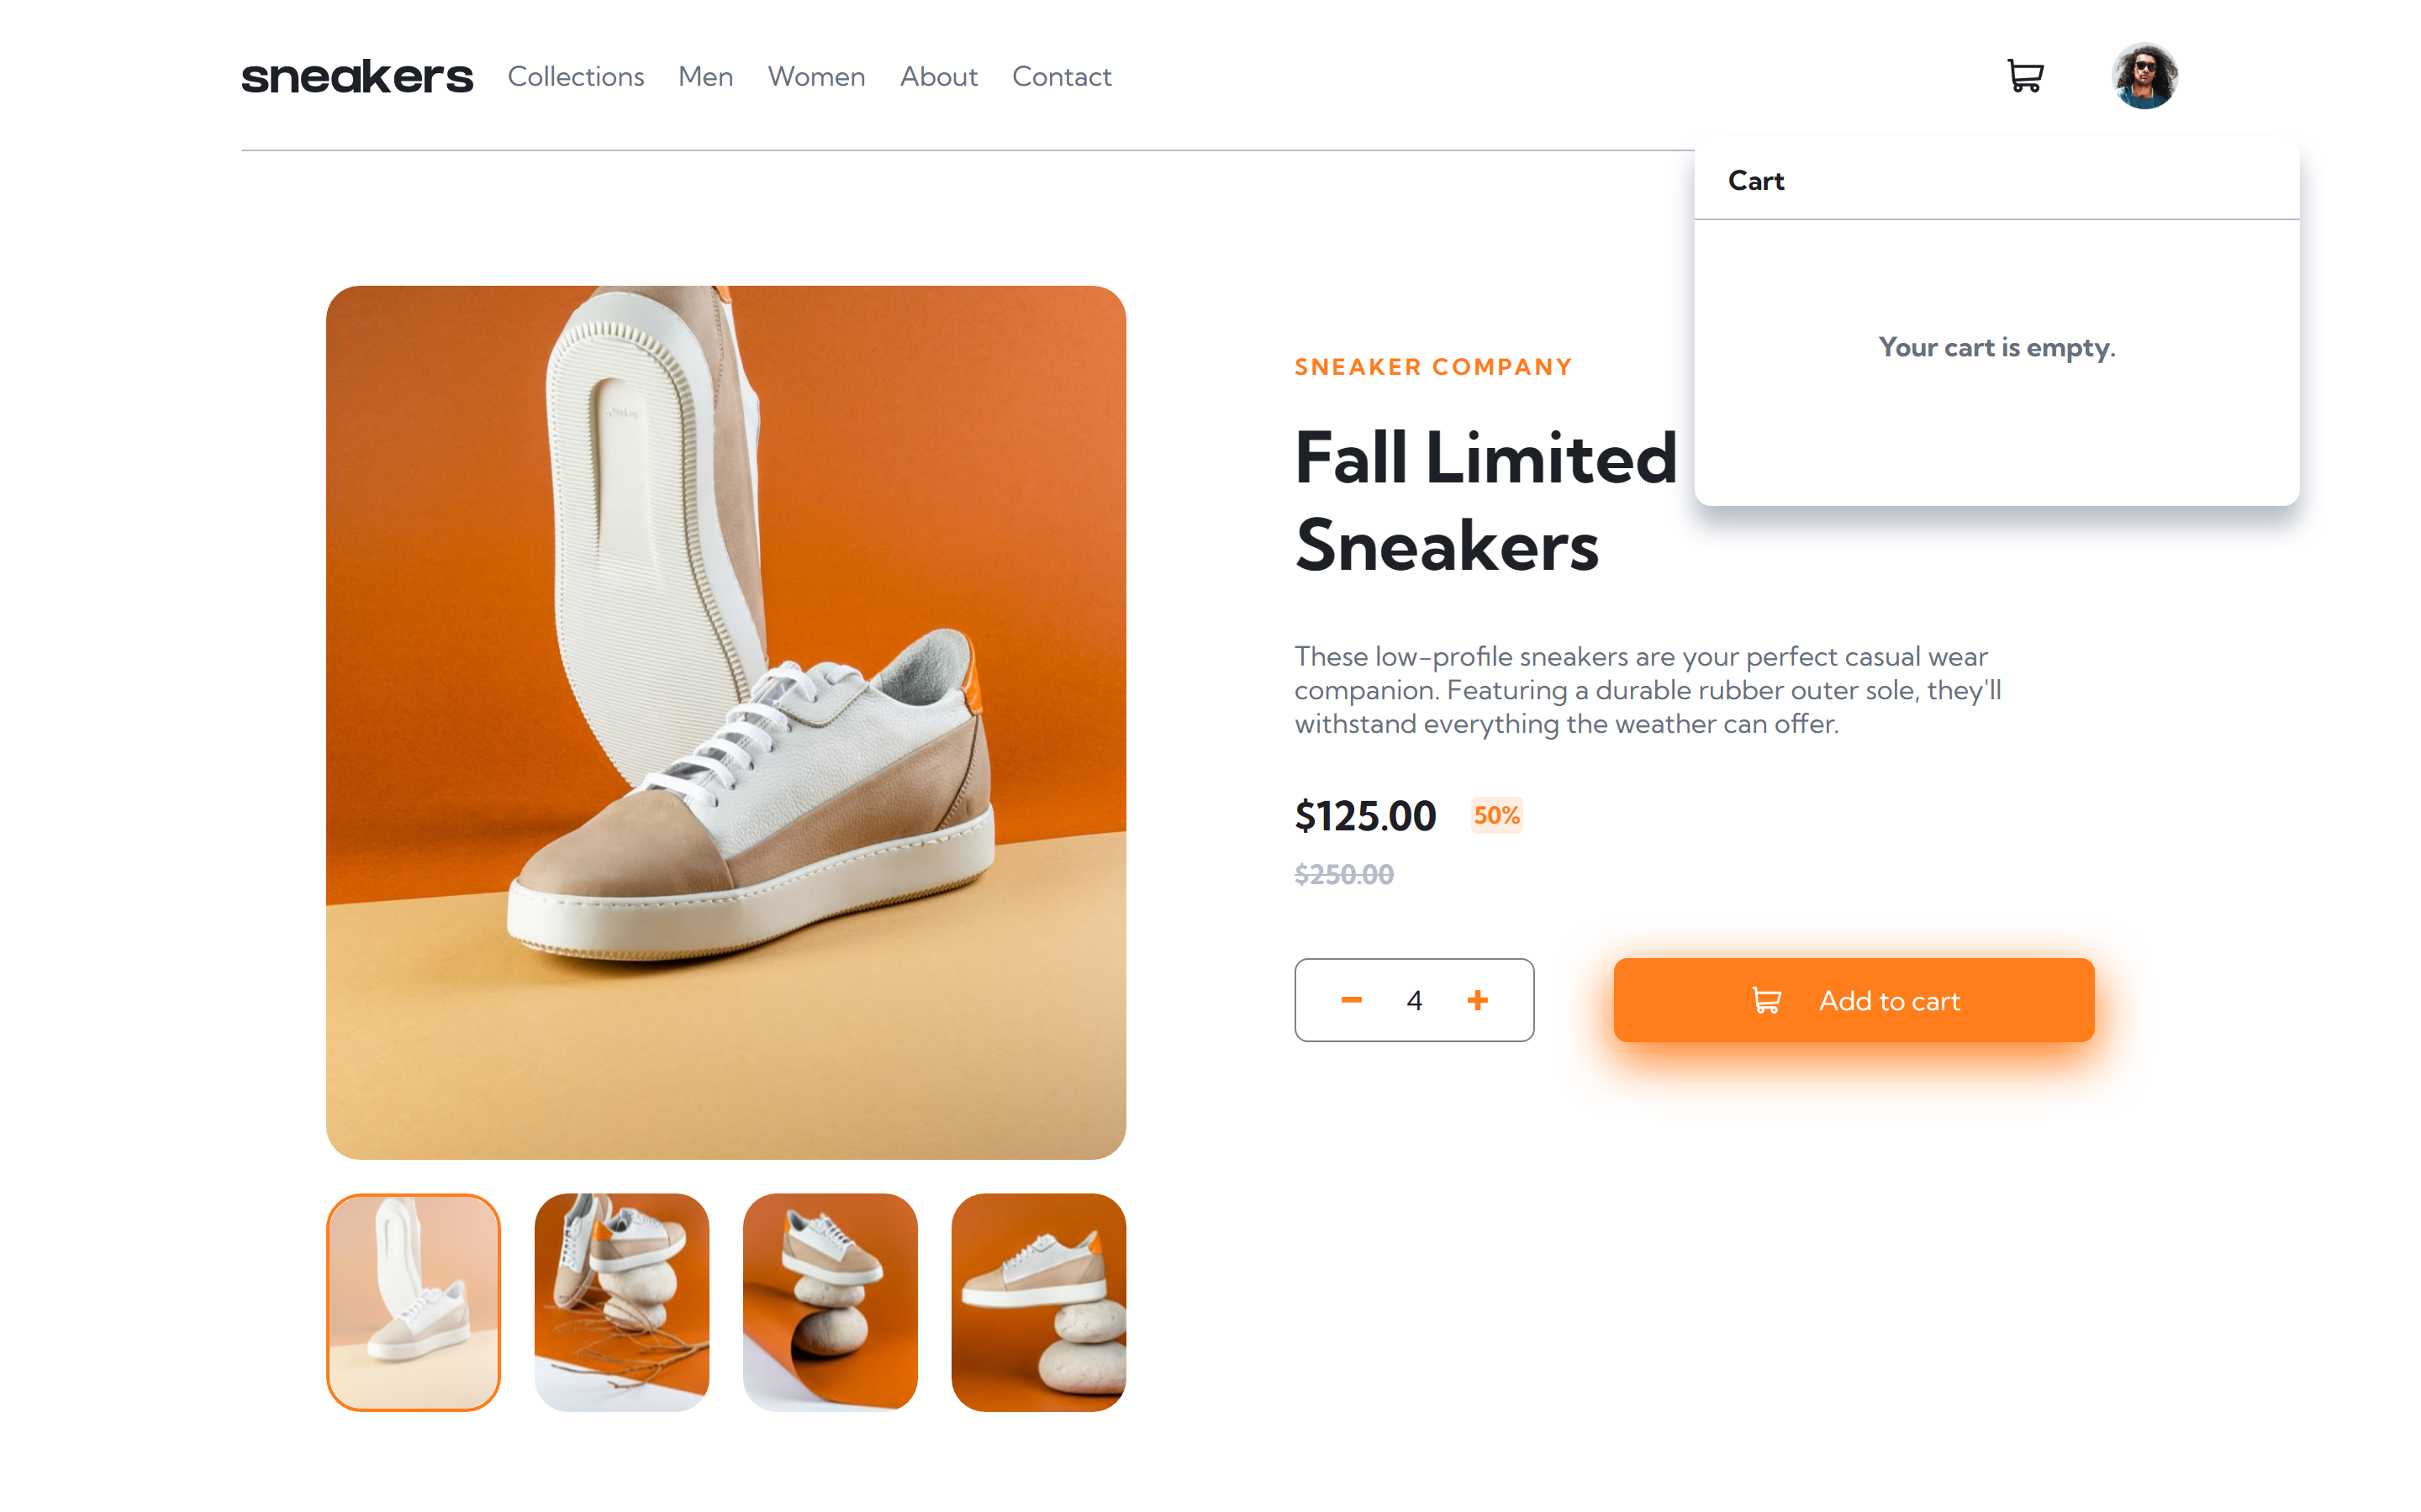 sneakers Collections Men Women About Contact
Cart
Your cart is empty.
SNEAKER COMPANY
Fall Limited
Sneakers
These low-profile sneakers are your perfect casual wear
companion. Featuring a durable rubber outer sole, they'll
withstand everything the weather can offer.
$125.00 50%
$250.00
4 Add to cart